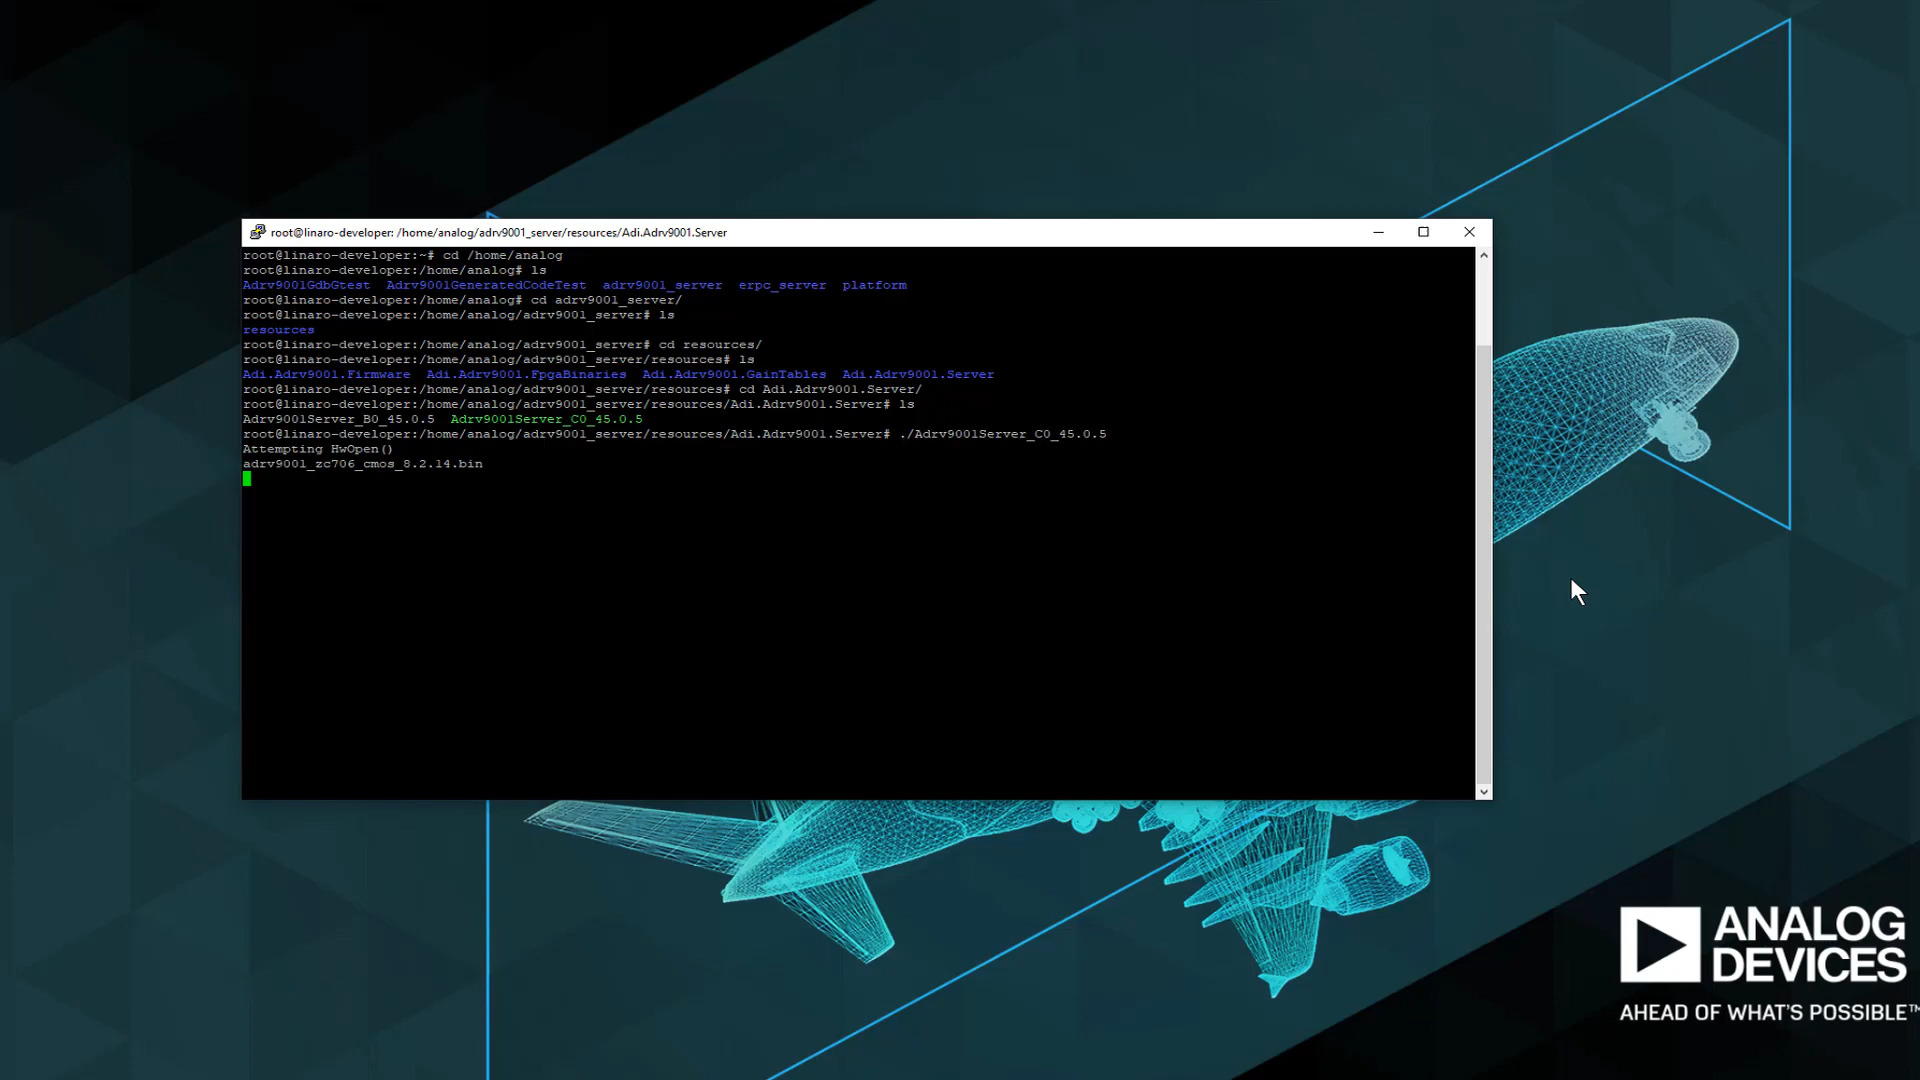 root@linaro-developer: /home/analog/adrv9001_server/resources/Adi.Adrv9001.Server
root@linaro-developer:~# cd /home/analog
root@linaro-developer:/home/analog# ls
Adrv9001GdbGtest  Adrv9001GeneratedCodeTest  adrv9001_server  erpc_server  platform
root@linaro-developer:/home/analog# cd adrv9001_server/
root@linaro-developer:/home/analog/adrv9001_server# ls
resources
root@linaro-developer:/home/analog/adrv9001_server# cd resources/
root@linaro-developer:/home/analog/adrv9001_server/resources# ls
Adi.Adrv9001.Firmware  Adi.Adrv9001.FpgaBinaries  Adi.Adrv9001.GainTables  Adi.Adrv9001.Server
root@linaro-developer:/home/analog/adrv9001_server/resources# cd Adi.Adrv9001.Server/
root@linaro-developer:/home/analog/adrv9001_server/resources/Adi.Adrv9001.Server# ls
Adrv9001Server_B0_45.0.5  Adrv9001Server_C0_45.0.5
root@linaro-developer:/home/analog/adrv9001_server/resources/Adi.Adrv9001.Server# ./Adrv9001Server_C0_45.0.5
Attempting HwOpen()
adrv9001_zc706_cmos_8.2.14.bin
ANALOG
DEVICES
AHEAD OF WHAT'S POSSIBLE™